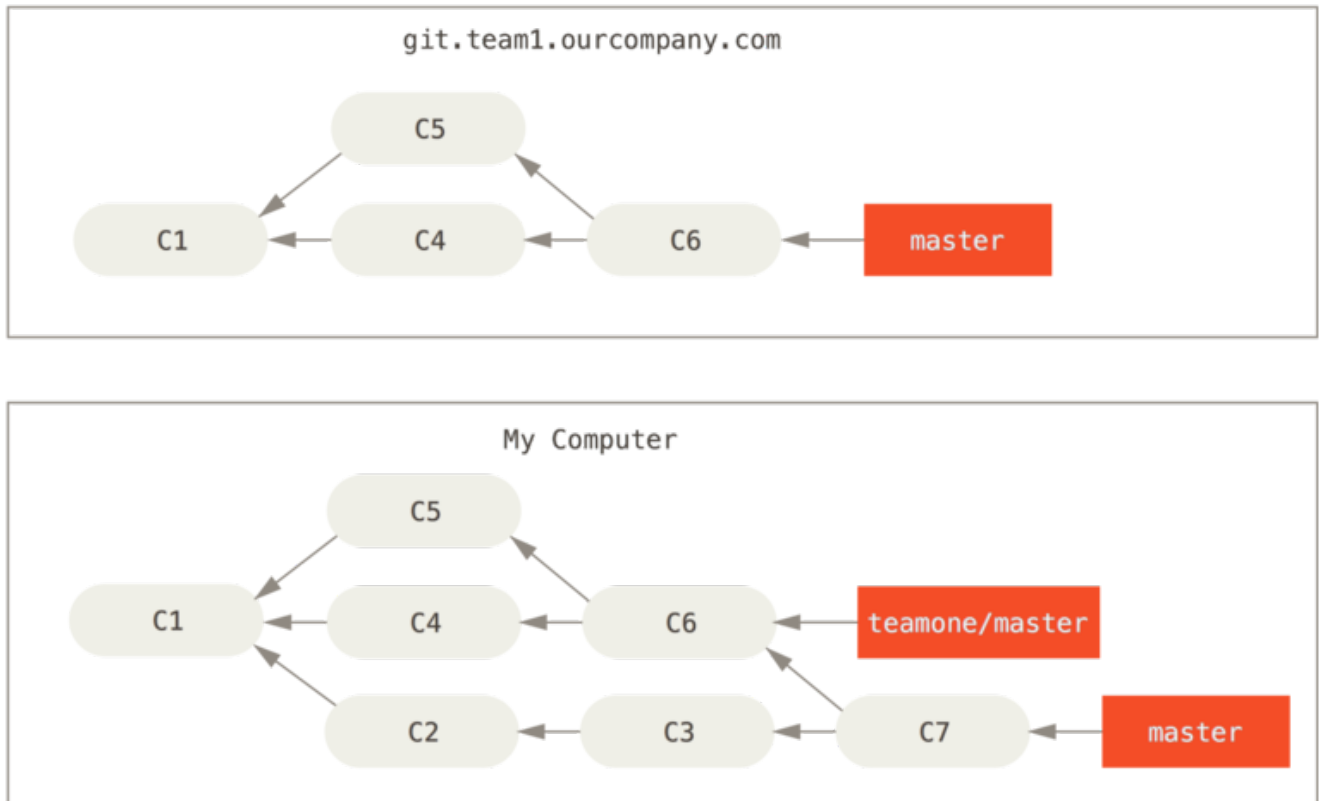 git.team1.ourcompany.com
C5
C1 C4 C6 master
My Computer
C5
C1 C4 C6 teamone/master
C2 C3 C7 master